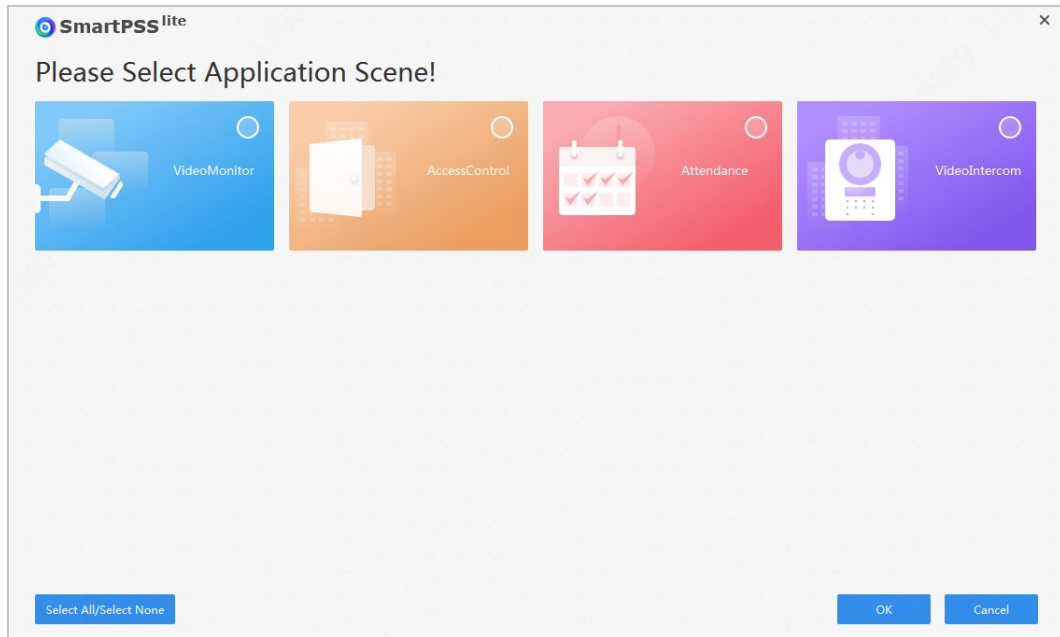 SmartPSS lite
Please Select Application Scene!
VideoMonitor
AccessControl
Attendance
VideoIntercom
Select All/Select None
OK
Cancel